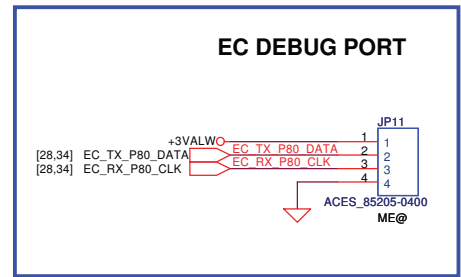 EC DEBUG PORT
JP11
+3VALW 1 1
[28,34] EC_TX_P80_DATA EC_TX_P80_DATA 2 2
[28,34] EC_RX_P80_CLK EC_RX_P80_CLK 3 3
4 4
ACES_85205-0400
ME@